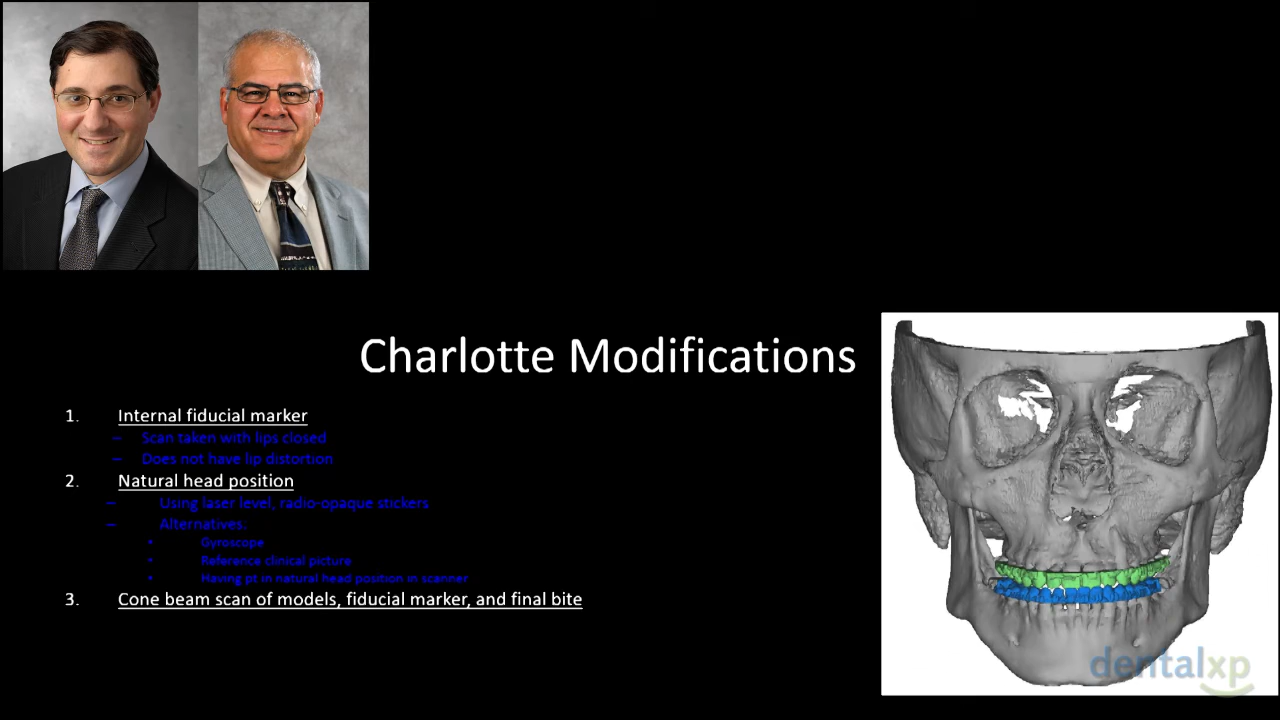 Charlotte Modifications
1. Internal fiducial marker
– Scan taken with lips closed
– Does not have lip distortion
2. Natural head position
– Using laser level, radio-opaque stickers
– Alternatives:
• Gyroscope
• Reference clinical picture
• Having pt in natural head position in scanner
3. Cone beam scan of models, fiducial marker, and final bite
dentalxp